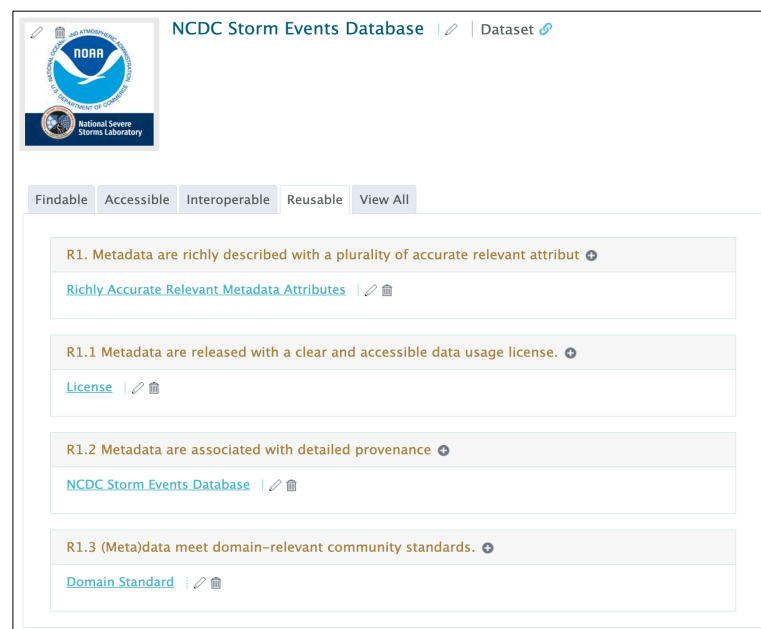 NCDC Storm Events Database
Dataset
NATIONAL OCEANIC AND ATMOSPHERIC ADMINISTRATION
NOAA
U.S. DEPARTMENT OF COMMERCE
National Severe
Storms Laboratory
Findable Accessible Interoperable Reusable View All
R1. Metadata are richly described with a plurality of accurate relevant attribut
Richly Accurate Relevant Metadata Attributes
R1.1 Metadata are released with a clear and accessible data usage license.
License
R1.2 Metadata are associated with detailed provenance
NCDC Storm Events Database
R1.3 (Meta)data meet domain-relevant community standards.
Domain Standard